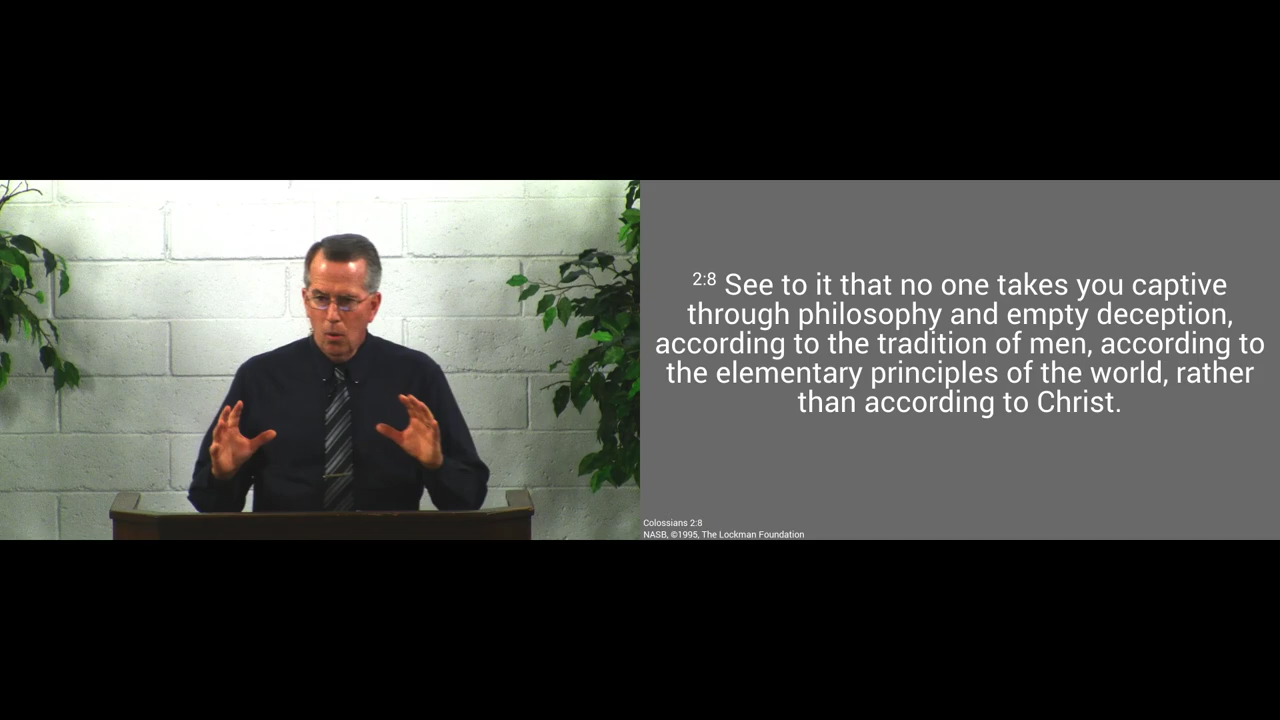 2:8 See to it that no one takes you captive
through philosophy and empty deception,
according to the tradition of men, according to
the elementary principles of the world, rather
than according to Christ.
Colossians 2:8
NASB, ©1995, The Lockman Foundation